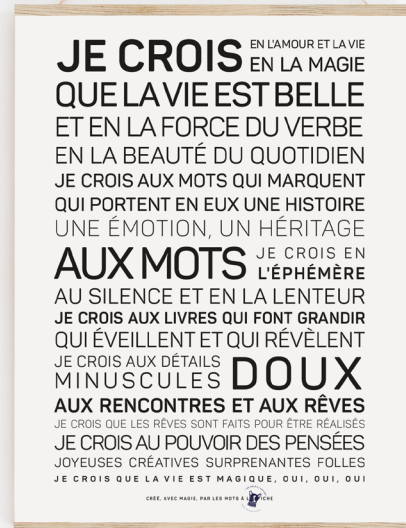 JE CROIS EN L'AMOUR ET LA VIE
EN LA MAGIE
QUE LA VIE EST BELLE
ET EN LA FORCE DU VERBE
EN LA BEAUTÉ DU QUOTIDIEN
JE CROIS AUX MOTS QUI MARQUENT
QUI PORTENT EN EUX UNE HISTOIRE
UNE ÉMOTION, UN HÉRITAGE
AUX MOTS JE CROIS EN
L'ÉPHÉMÈRE
AU SILENCE ET EN LA LENTEUR
JE CROIS AUX LIVRES QUI FONT GRANDIR
QUI ÉVEILLENT ET QUI RÉVÈLENT
JE CROIS AUX DÉTAILS
MINUSCULES DOUX
AUX RENCONTRES ET AUX RÊVES
JE CROIS QUE LES RÊVES SONT FAITS POUR ÊTRE RÉALISÉS
JE CROIS AU POUVOIR DES PENSÉES
JOYEUSES CRÉATIVES SURPRENANTES FOLLES
JE CROIS QUE LA VIE EST MAGIQUE, OUI, OUI, OUI
CRÉÉ, AVEC MAGIE, PAR LES MOTS À